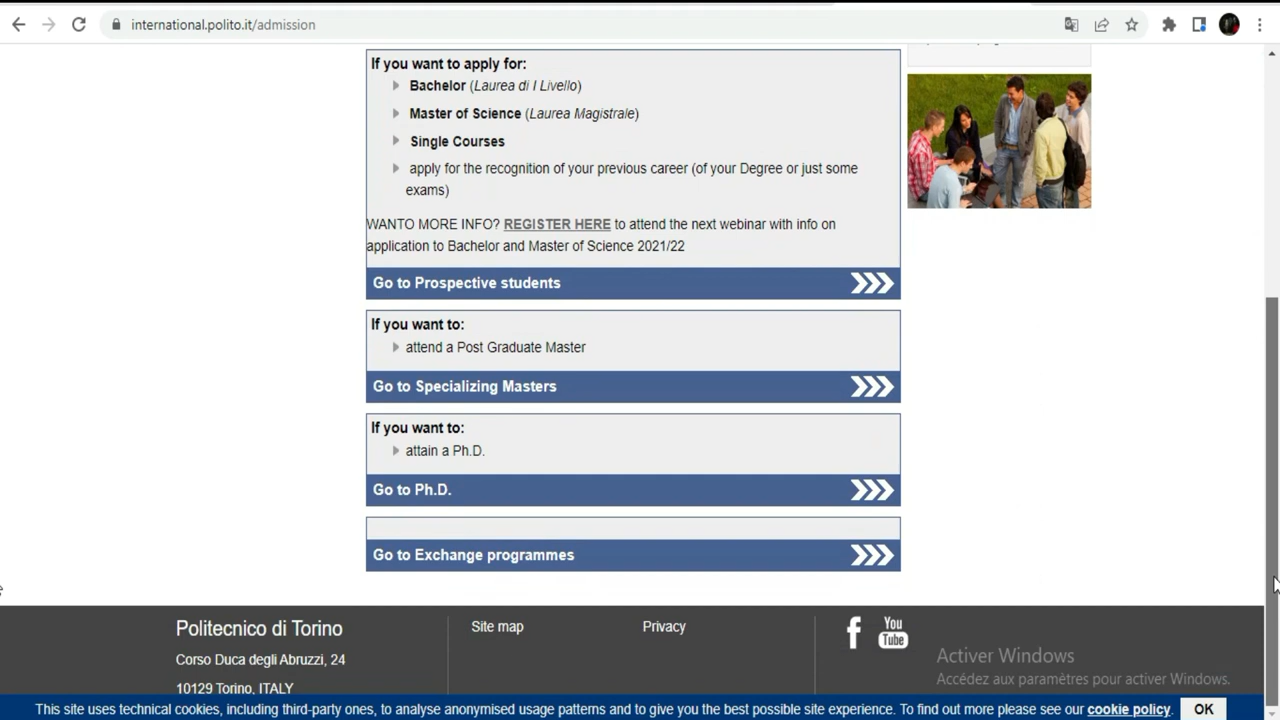 international.polito.it/admission
If you want to apply for:
Bachelor (Laurea di I Livello)
Master of Science (Laurea Magistrale)
Single Courses
apply for the recognition of your previous career (of your Degree or just some
exams)
WANTO MORE INFO? REGISTER HERE to attend the next webinar with info on
application to Bachelor and Master of Science 2021/22
Go to Prospective students
If you want to:
attend a Post Graduate Master
Go to Specializing Masters
If you want to:
attain a Ph.D.
Go to Ph.D.
Go to Exchange programmes
Politecnico di Torino
Corso Duca degli Abruzzi, 24
10129 Torino, ITALY
Site map
Privacy
You
Tube
Activer Windows
Accédez aux paramètres pour activer Windows.
This site uses technical cookies, including third-party ones, to analyse anonymised usage patterns and to give you the best possible site experience. To find out more please see our cookie policy. OK